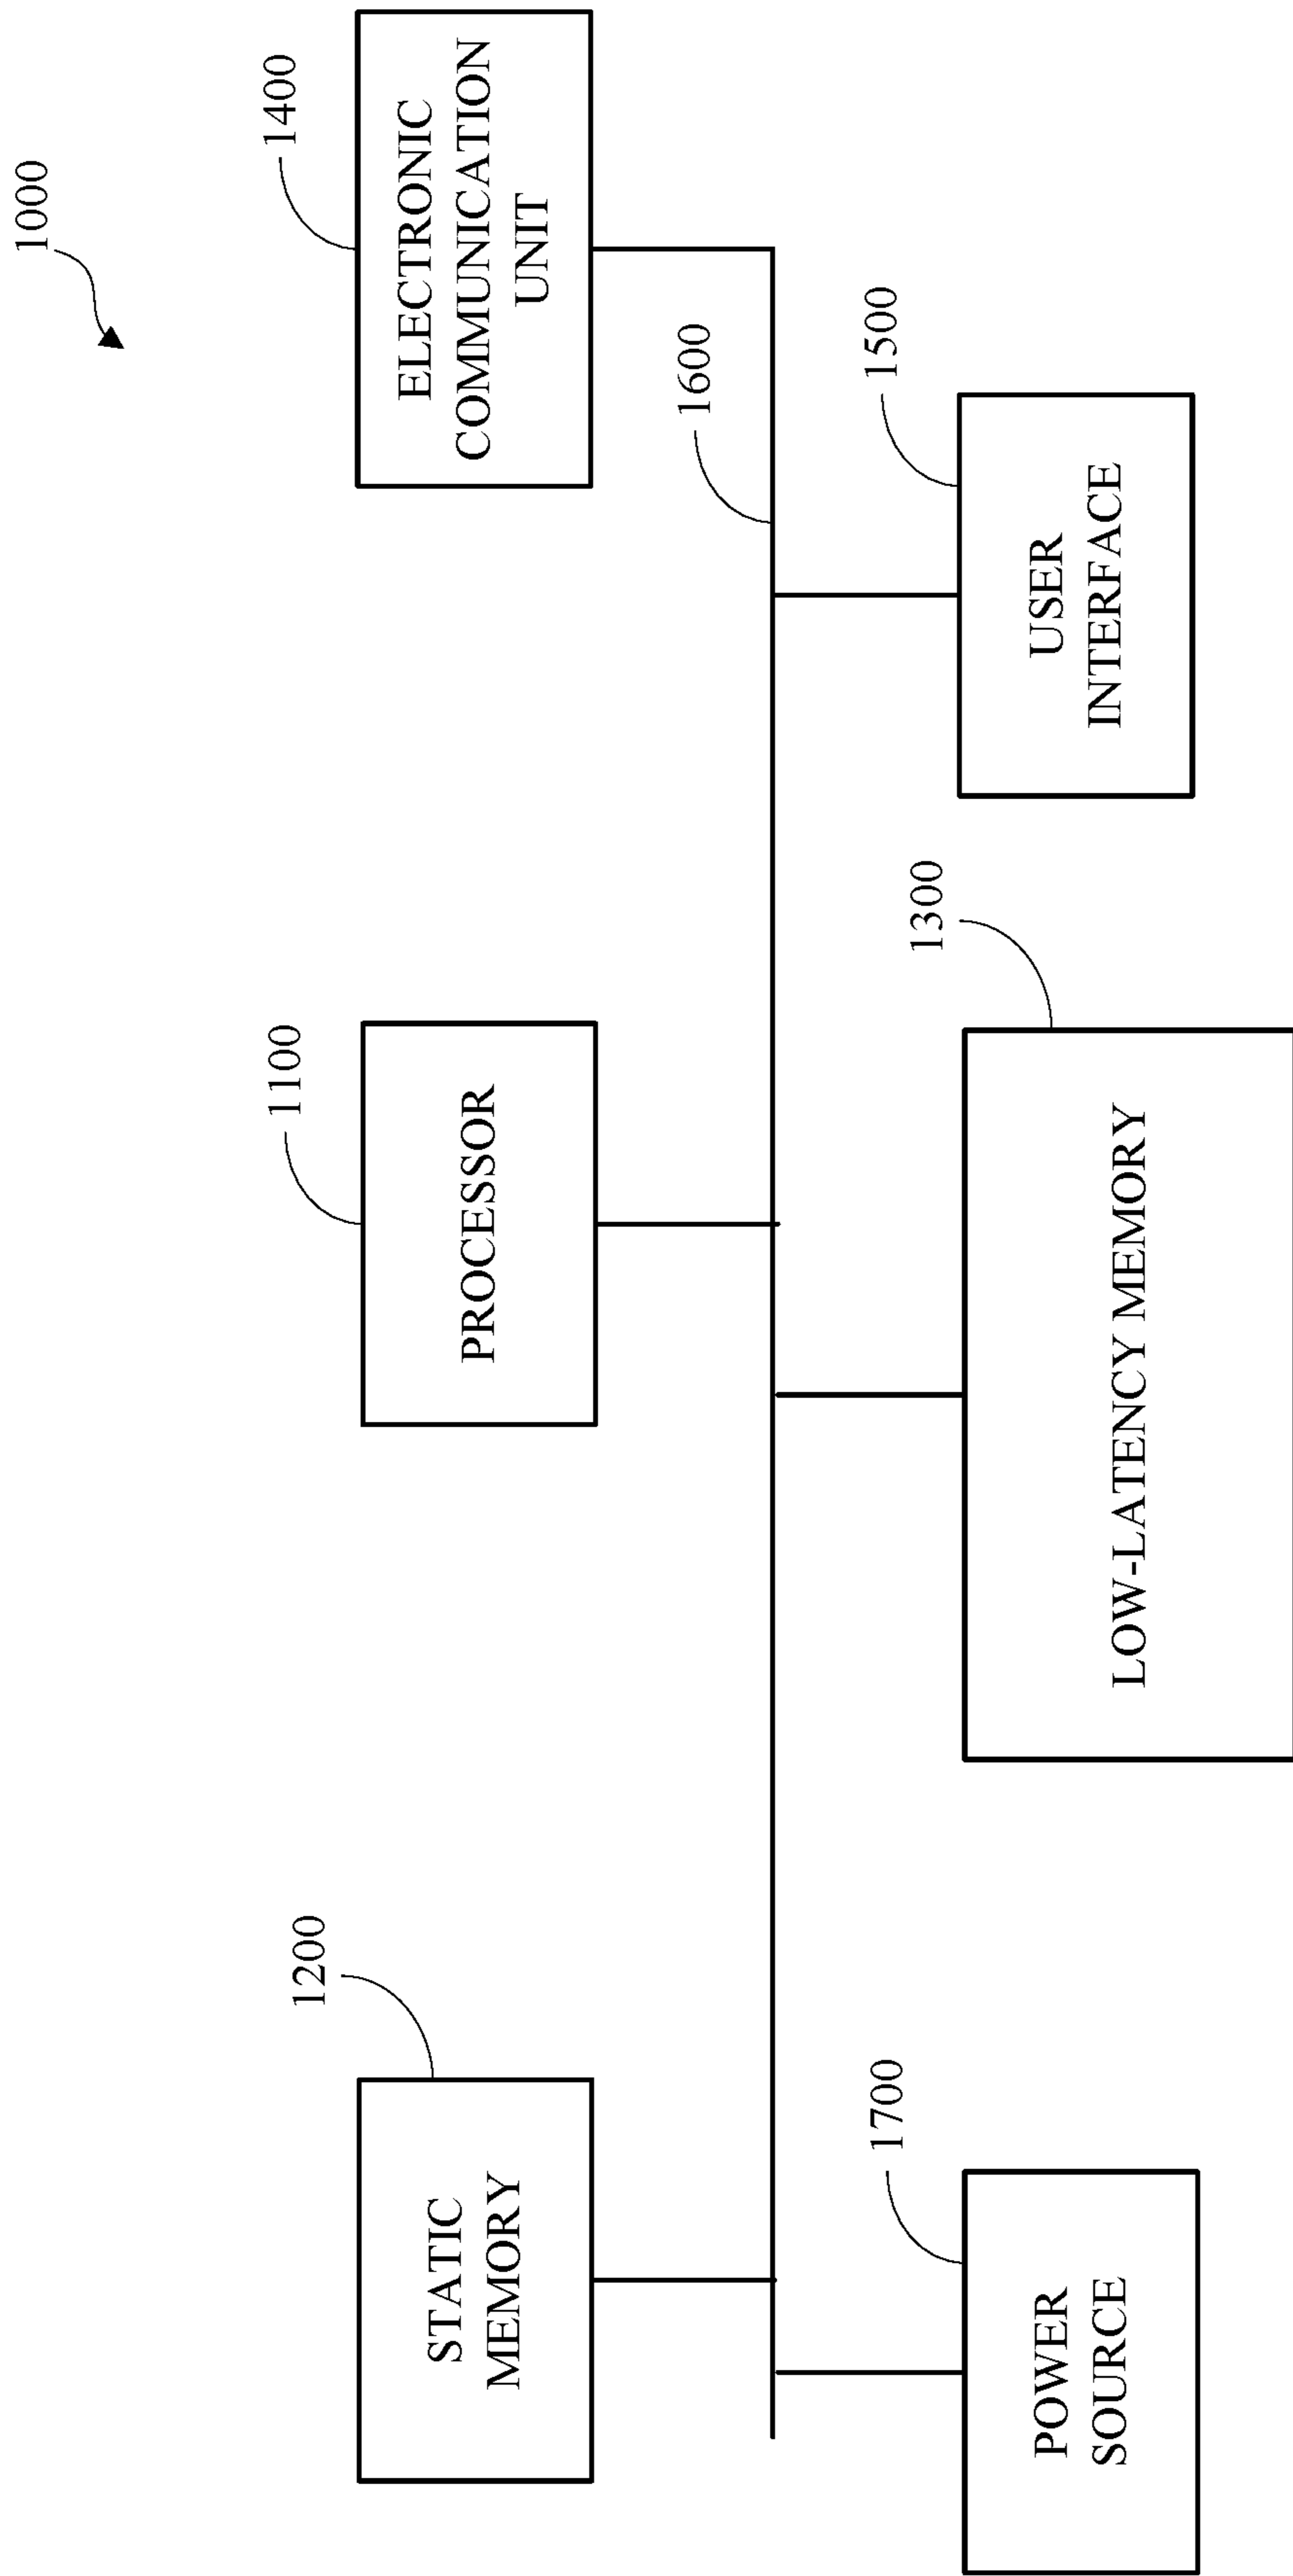 1000
1200
STATIC
MEMORY
1100
PROCESSOR
1400
ELECTRONIC
COMMUNICATION
UNIT
1600
1700
POWER
SOURCE
1300
LOW-LATENCY MEMORY
1500
USER
INTERFACE